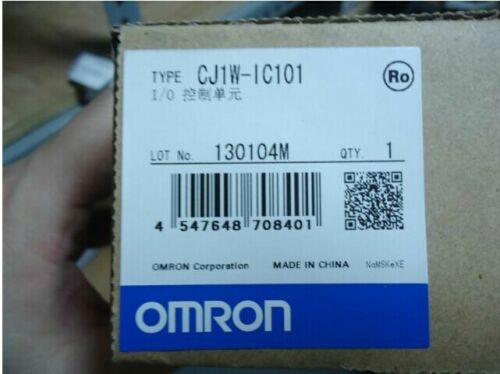 TYPE CJ1W-IC101 Ro
I/O 控制单元
LOT No. 130104M QTY. 1
4 547648 708401
OMRON Corporation MADE IN CHINA NoMSKeXE
OMRON